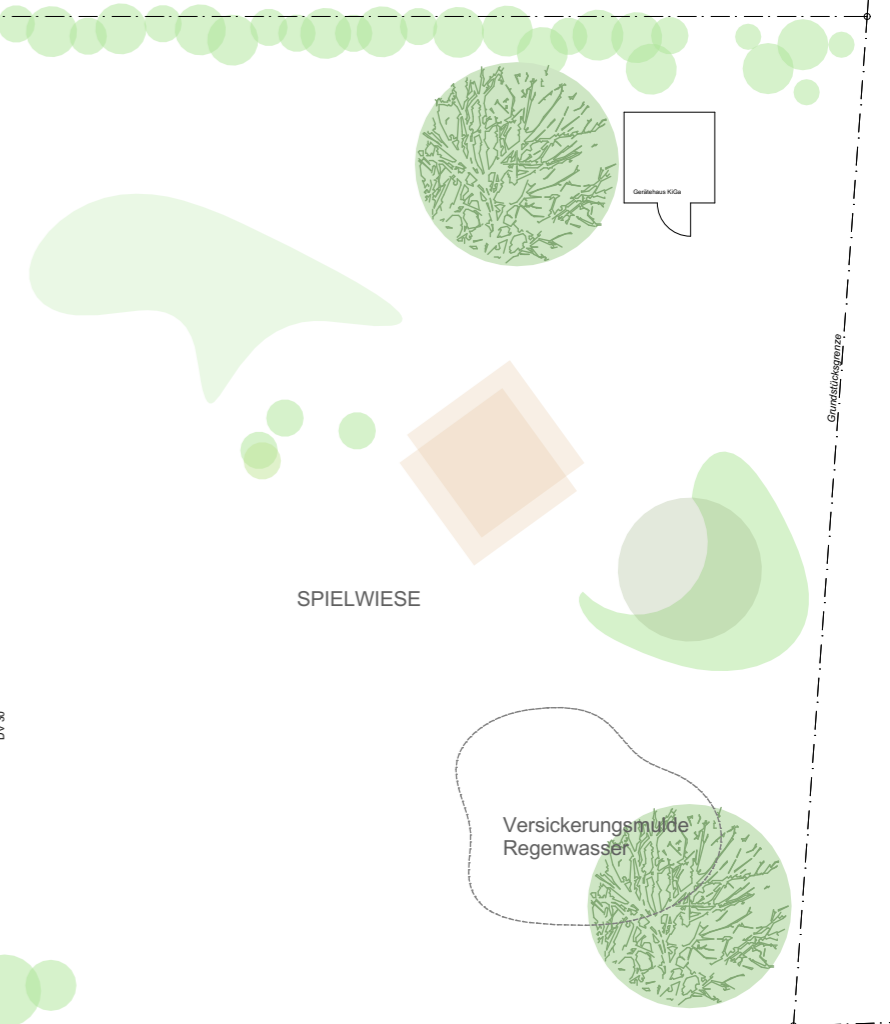 Gerätehaus KiGa
Grundstücksgrenze
SPIELWIESE
Versickerungsmulde
Regenwasser